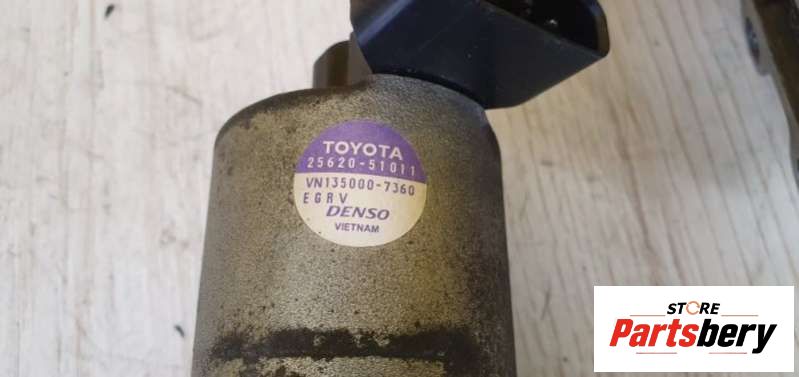 TOYOTA
25620-51011
VN135000-7360
EGRV
DENSO
VIETNAM
STORE
Partsbery